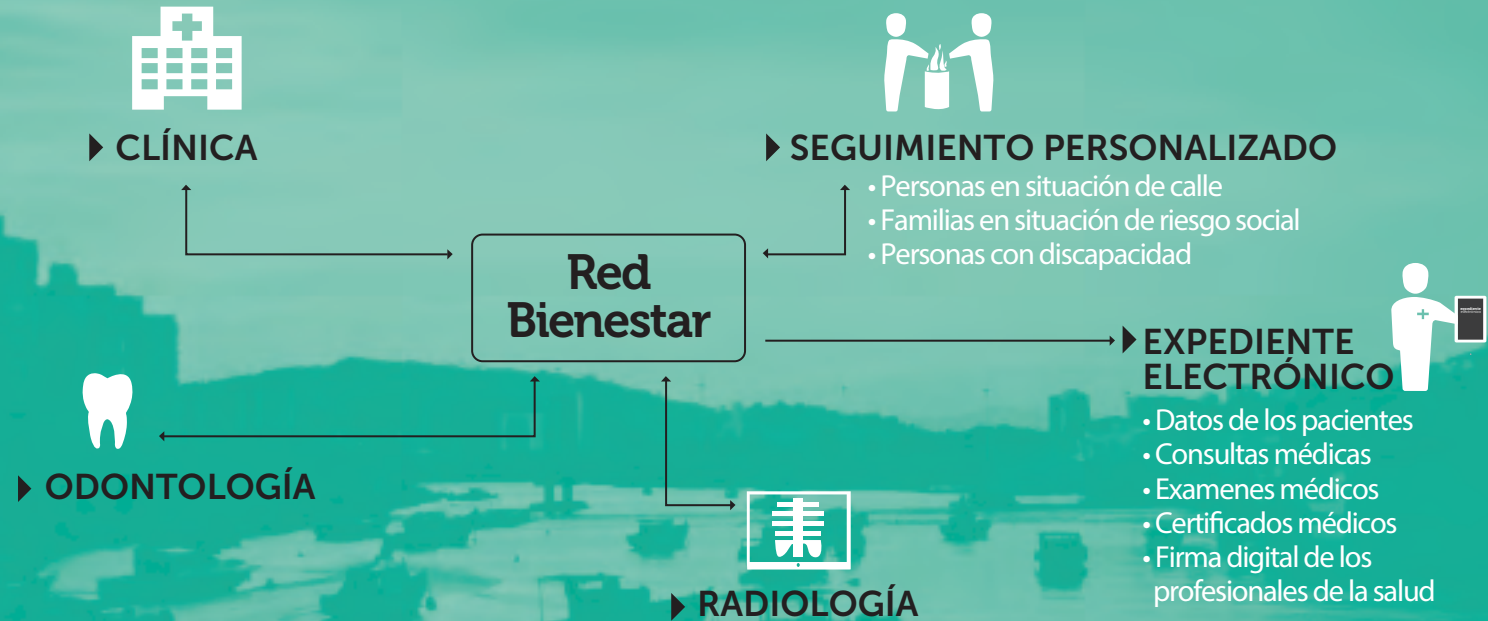 ▶ CLÍNICA
▶ SEGUIMIENTO PERSONALIZADO
• Personas en situación de calle
• Familias en situación de riesgo social
• Personas con discapacidad
Red
Bienestar
▶ EXPEDIENTE
ELECTRÓNICO
• Datos de los pacientes
• Consultas médicas
• Examenes médicos
• Certificados médicos
• Firma digital de los
profesionales de la salud
▶ ODONTOLOGÍA
▶ RADIOLOGÍA
expediente